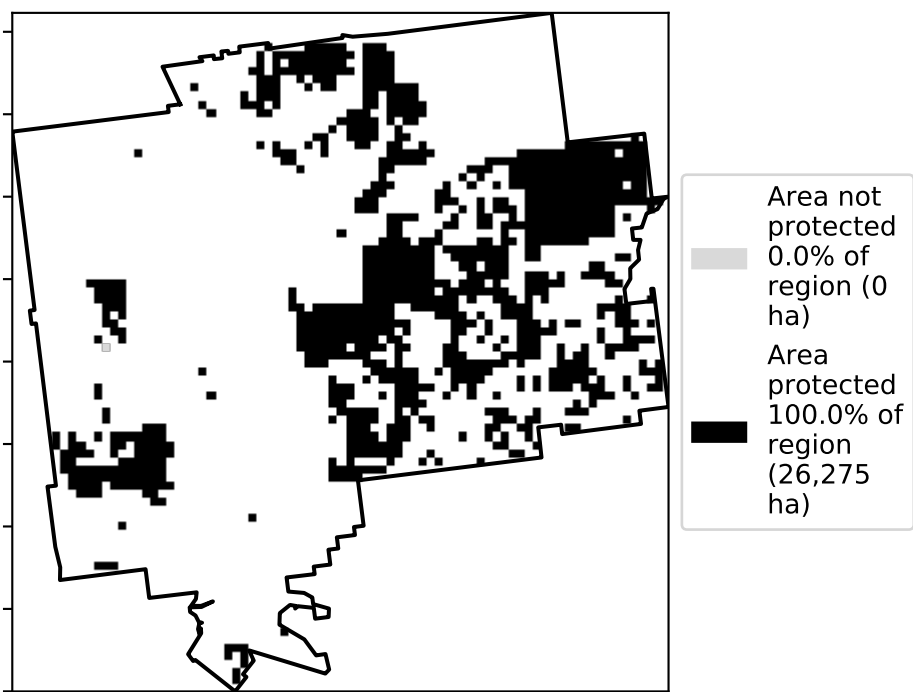 Area not
protected
0.0% of
region (0
ha)
Area
protected
100.0% of
region
(26,275
ha)